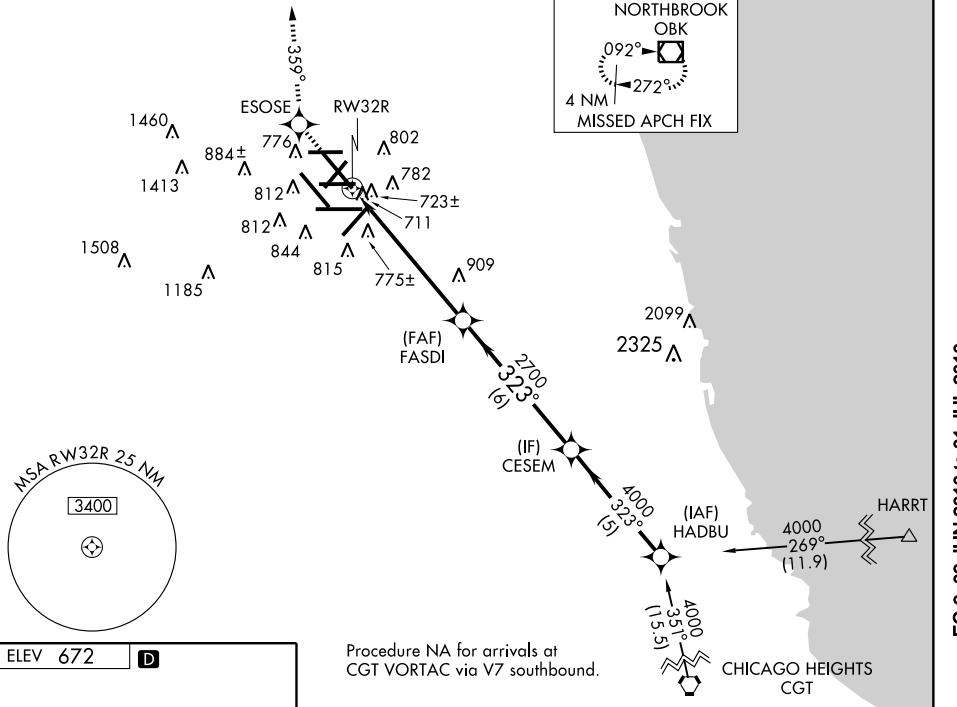 NORTHBROOK
OBK
092°
272°
4 NM
MISSED APCH FIX
359°
ESOSE
RW32R
1460
776
802
884±
1413
782
812
723±
711
812
844
815
775±
1508
1185
909
(FAF)
FASDI
2099
2325
2700
323°
(6)
(IF)
CESEM
MSA RW32R 25 NM
3400
4000
323°
(5)
(IAF)
HADBU
HARRT
4000
269°
(11.9)
4000
351°
(15.5)
ELEV 672
D
Procedure NA for arrivals at
CGT VORTAC via V7 southbound.
CHICAGO HEIGHTS
CGT